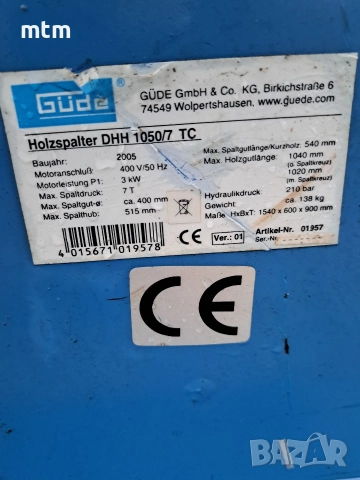 mtm
GÜDE
GÜDE GmbH & Co. KG, Birkichstraße 6
74549 Wolpertshausen, www.guede.com
Holzspalter DHH 1050/7 TC
Baujahr: 2005
Motoranschluß: 400 V/50 Hz
Motorleistung P1: 3 kW
Max. Spaltdruck: 7 T
Max. Spaltgut-ø: ca. 400 mm
Max. Spalthub: 515 mm
Max. Spaltgutlänge/Kurzholz: 540 mm
Max. Holzgutlänge: 1040 mm
(o. Spaltkreuz)
1020 mm
(m. Spaltkreuz)
Hydraulikdruck: 210 bar
Gewicht: ca. 138 kg
Maße: HxBxT: 1540 x 600 x 900 mm
4 015671 019578
CE
Ver.: 01
Artikel-Nr. 01957
Ser.-Nr.
CE
BAZAR